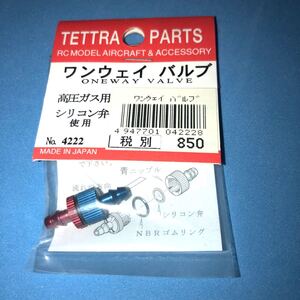 TETTRA PARTS
RC MODEL AIRCRAFT & ACCESSORY
ワンウェイ バルブ
ONEWAY VALVE
高圧ガス用
シリコン弁
使用
No. 4222
MADE IN JAPAN
ワンウェイ バルブ
4947701042228
税別 850
青ニップル
シリコン弁
NBRゴムリング